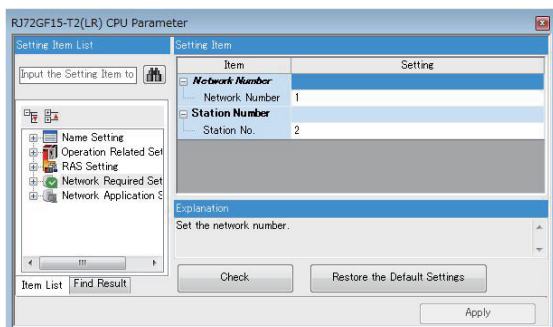 RJ72GF15-T2(LR) CPU Parameter
Setting Item List
Input the Setting Item to
Name Setting
Operation Related Set
RAS Setting
Network Required Set
Network Application S
Item List
Find Result
Setting Item
Item Setting
Network Number
Network Number 1
Station Number
Station No. 2
Explanation
Set the network number.
Check
Restore the Default Settings
Apply